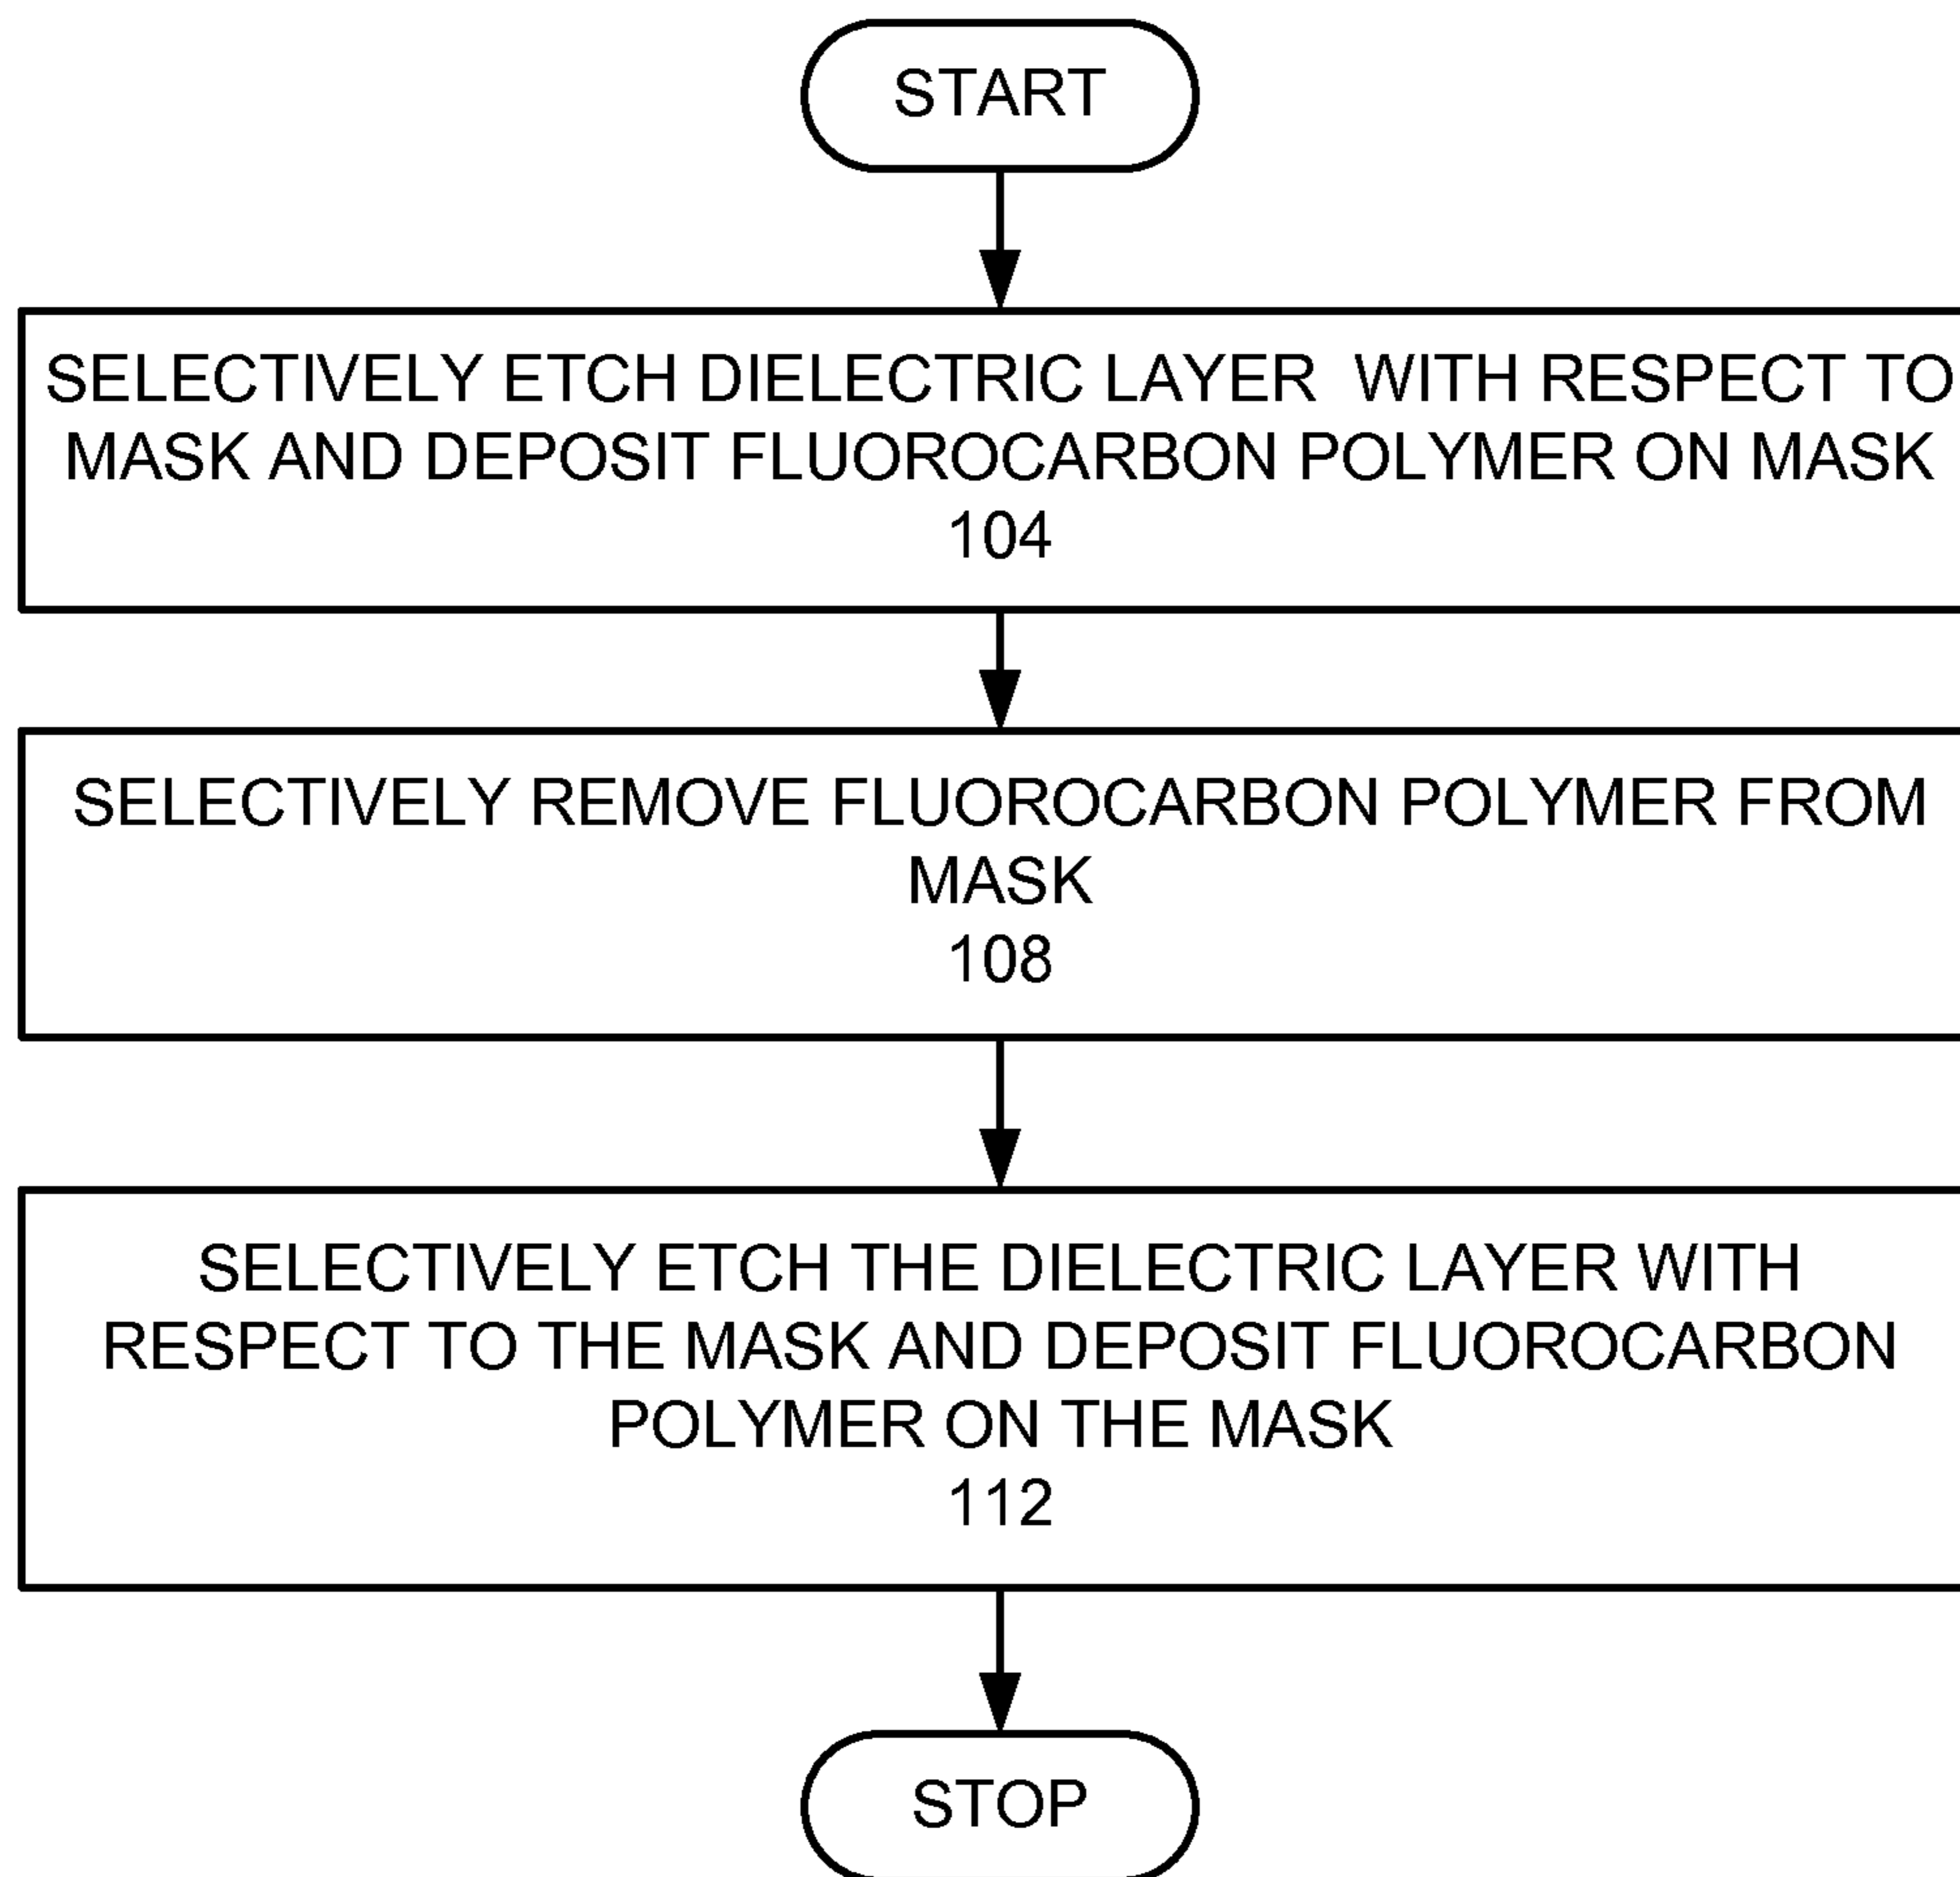 START
SELECTIVELY ETCH DIELECTRIC LAYER WITH RESPECT TO
MASK AND DEPOSIT FLUOROCARBON POLYMER ON MASK
104
SELECTIVELY REMOVE FLUOROCARBON POLYMER FROM
MASK
108
SELECTIVELY ETCH THE DIELECTRIC LAYER WITH
RESPECT TO THE MASK AND DEPOSIT FLUOROCARBON
POLYMER ON THE MASK
112
STOP